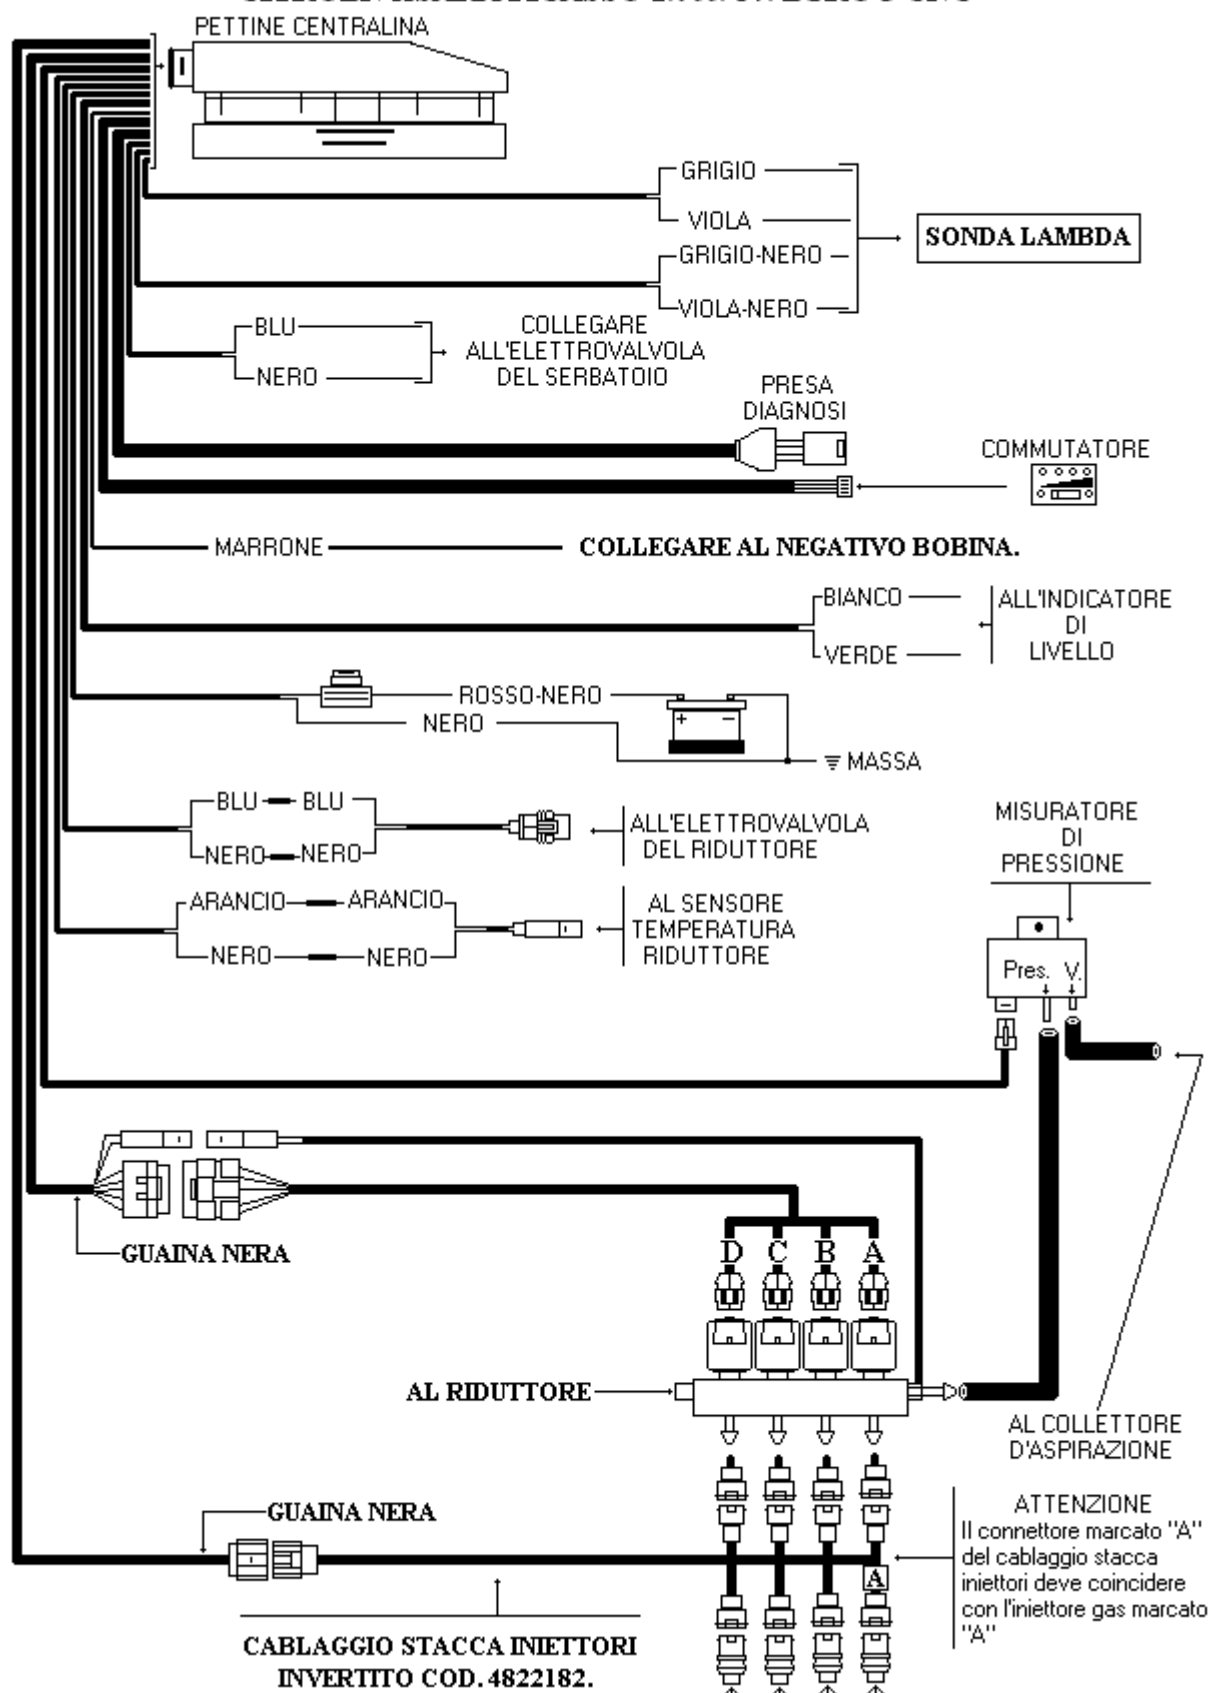 PETTINE CENTRALINA
GRIGIO
VIOLA
SONDA LAMBDA
GRIGIO-NERO
VIOLA-NERO
BLU
NERO
COLLEGARE
ALL'ELETTROVALVOLA
DEL SERBATOIO
PRESA
DIAGNOSI
COMMUTATORE
MARRONE
COLLEGARE AL NEGATIVO BOBINA.
BIANCO
VERDE
ALL'INDICATORE
DI
LIVELLO
ROSSO-NERO
NERO
+ −
MASSA
BLU BLU
NERO NERO
ALL'ELETTROVALVOLA
DEL RIDUTTORE
MISURATORE
DI
PRESSIONE
ARANCIO ARANCIO
NERO NERO
AL SENSORE
TEMPERATURA
RIDUTTORE
Pres. V.
GUAINA NERA
D C B A
AL RIDUTTORE
AL COLLETTORE
D'ASPIRAZIONE
GUAINA NERA
ATTENZIONE
Il connettore marcato "A"
del cablaggio stacca
iniettori deve coincidere
con l'iniettore gas marcato
"A"
A
CABLAGGIO STACCA INIETTORI
INVERTITO COD. 4822182.